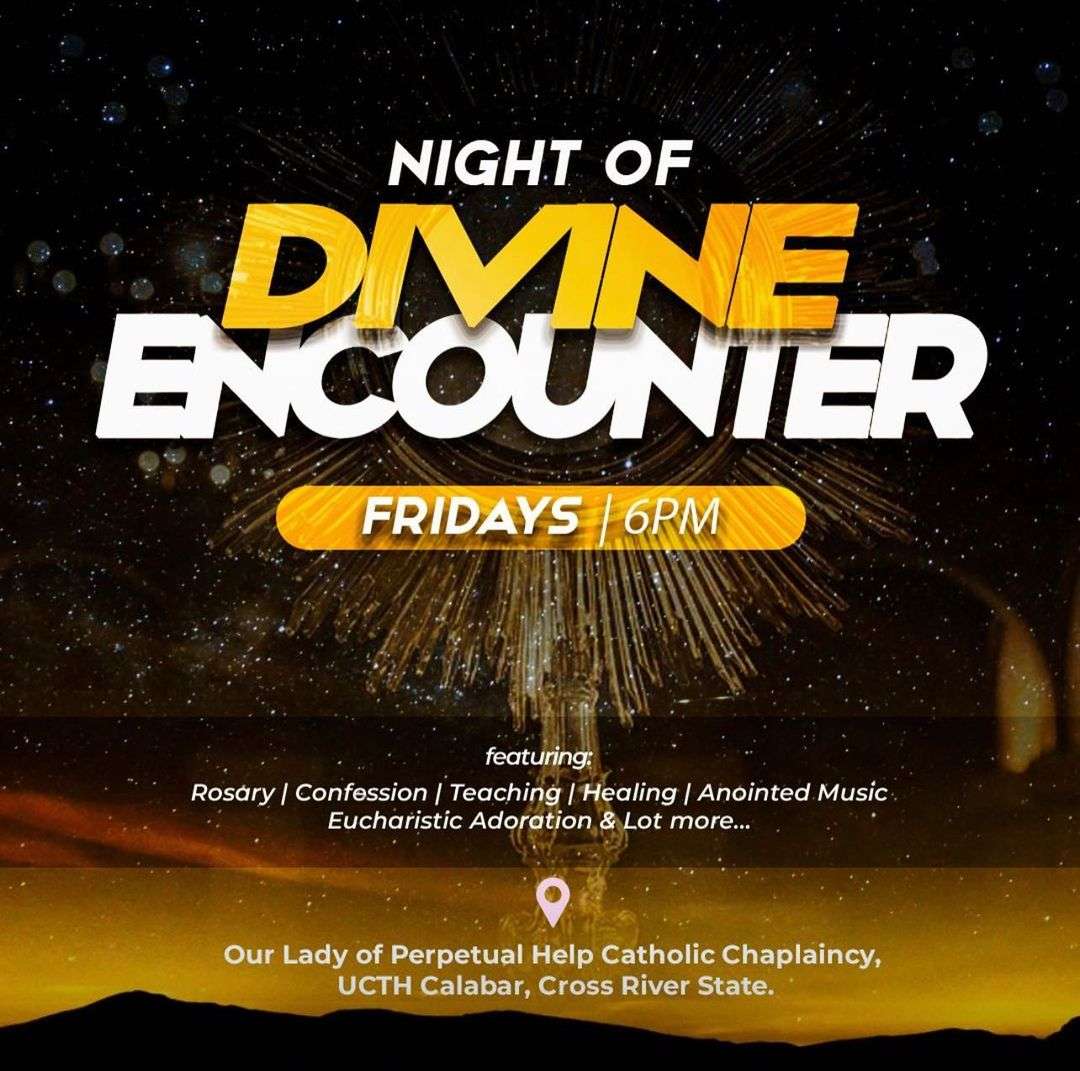 NIGHT OF
DIVINE
ENCOUNTER
FRIDAYS | 6PM
featuring:
Rosary | Confession | Teaching | Healing | Anointed Music
Eucharistic Adoration & Lot more...
Our Lady of Perpetual Help Catholic Chaplaincy,
UCTH Calabar, Cross River State.